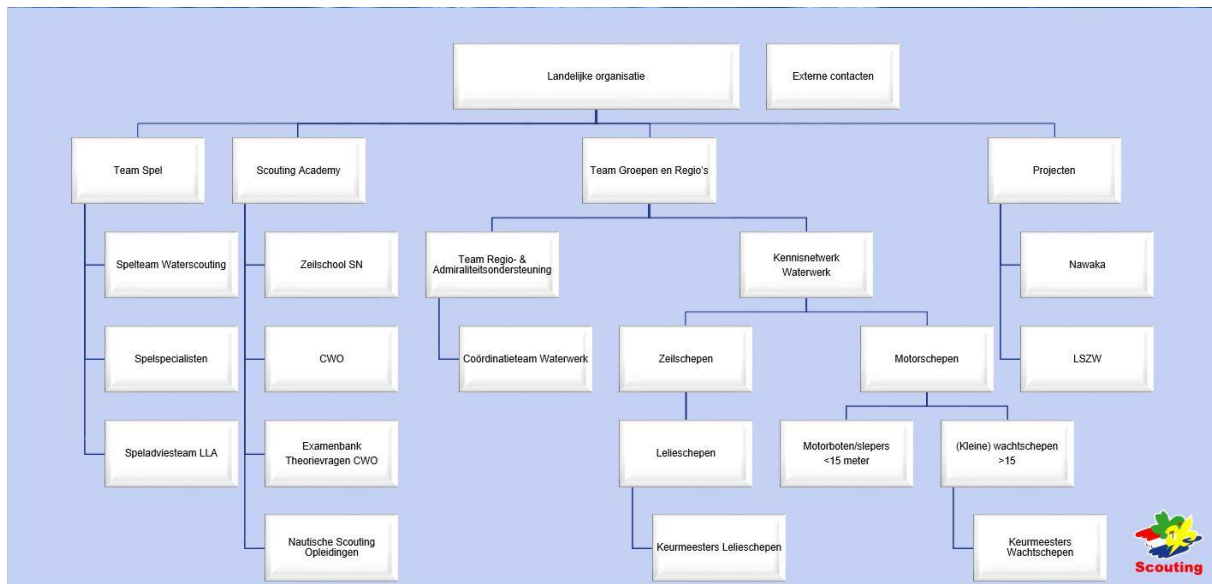 Landelijke organisatie
Externe contacten
Team Spel
Scouting Academy
Team Groepen en Regio's
Projecten
Spelteam Waterscouting
Zeilschool SN
Team Regio- &
Admiraliteitsondersteuning
Kennisnetwerk
Waterwerk
Nawaka
Spelspecialisten
CWO
Coördinatieteam Waterwerk
Zeilschepen
Motorschepen
LSZW
Speladviesteam LLA
Examenbank
Theorievragen CWO
Lelieschepen
Motorboten/slepers
<15 meter
(Kleine) wachtschepen
>15
Nautische Scouting
Opleidingen
Keurmeesters Lelieschepen
Keurmeesters
Wachtschepen
Scouting